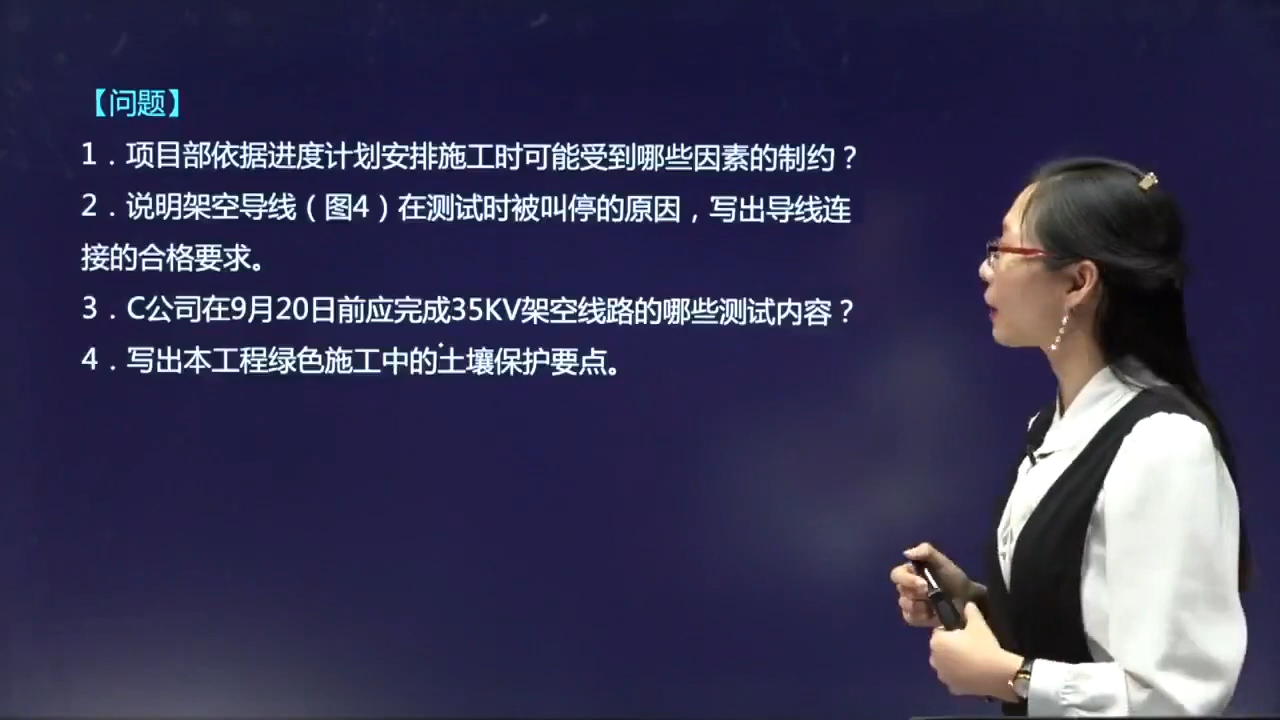 【问题】
1．项目部依据进度计划安排施工时可能受到哪些因素的制约？
2．说明架空导线（图4）在测试时被叫停的原因，写出导线连
接的合格要求。
3．C公司在9月20日前应完成35KV架空线路的哪些测试内容？
4．写出本工程绿色施工中的土壤保护要点。